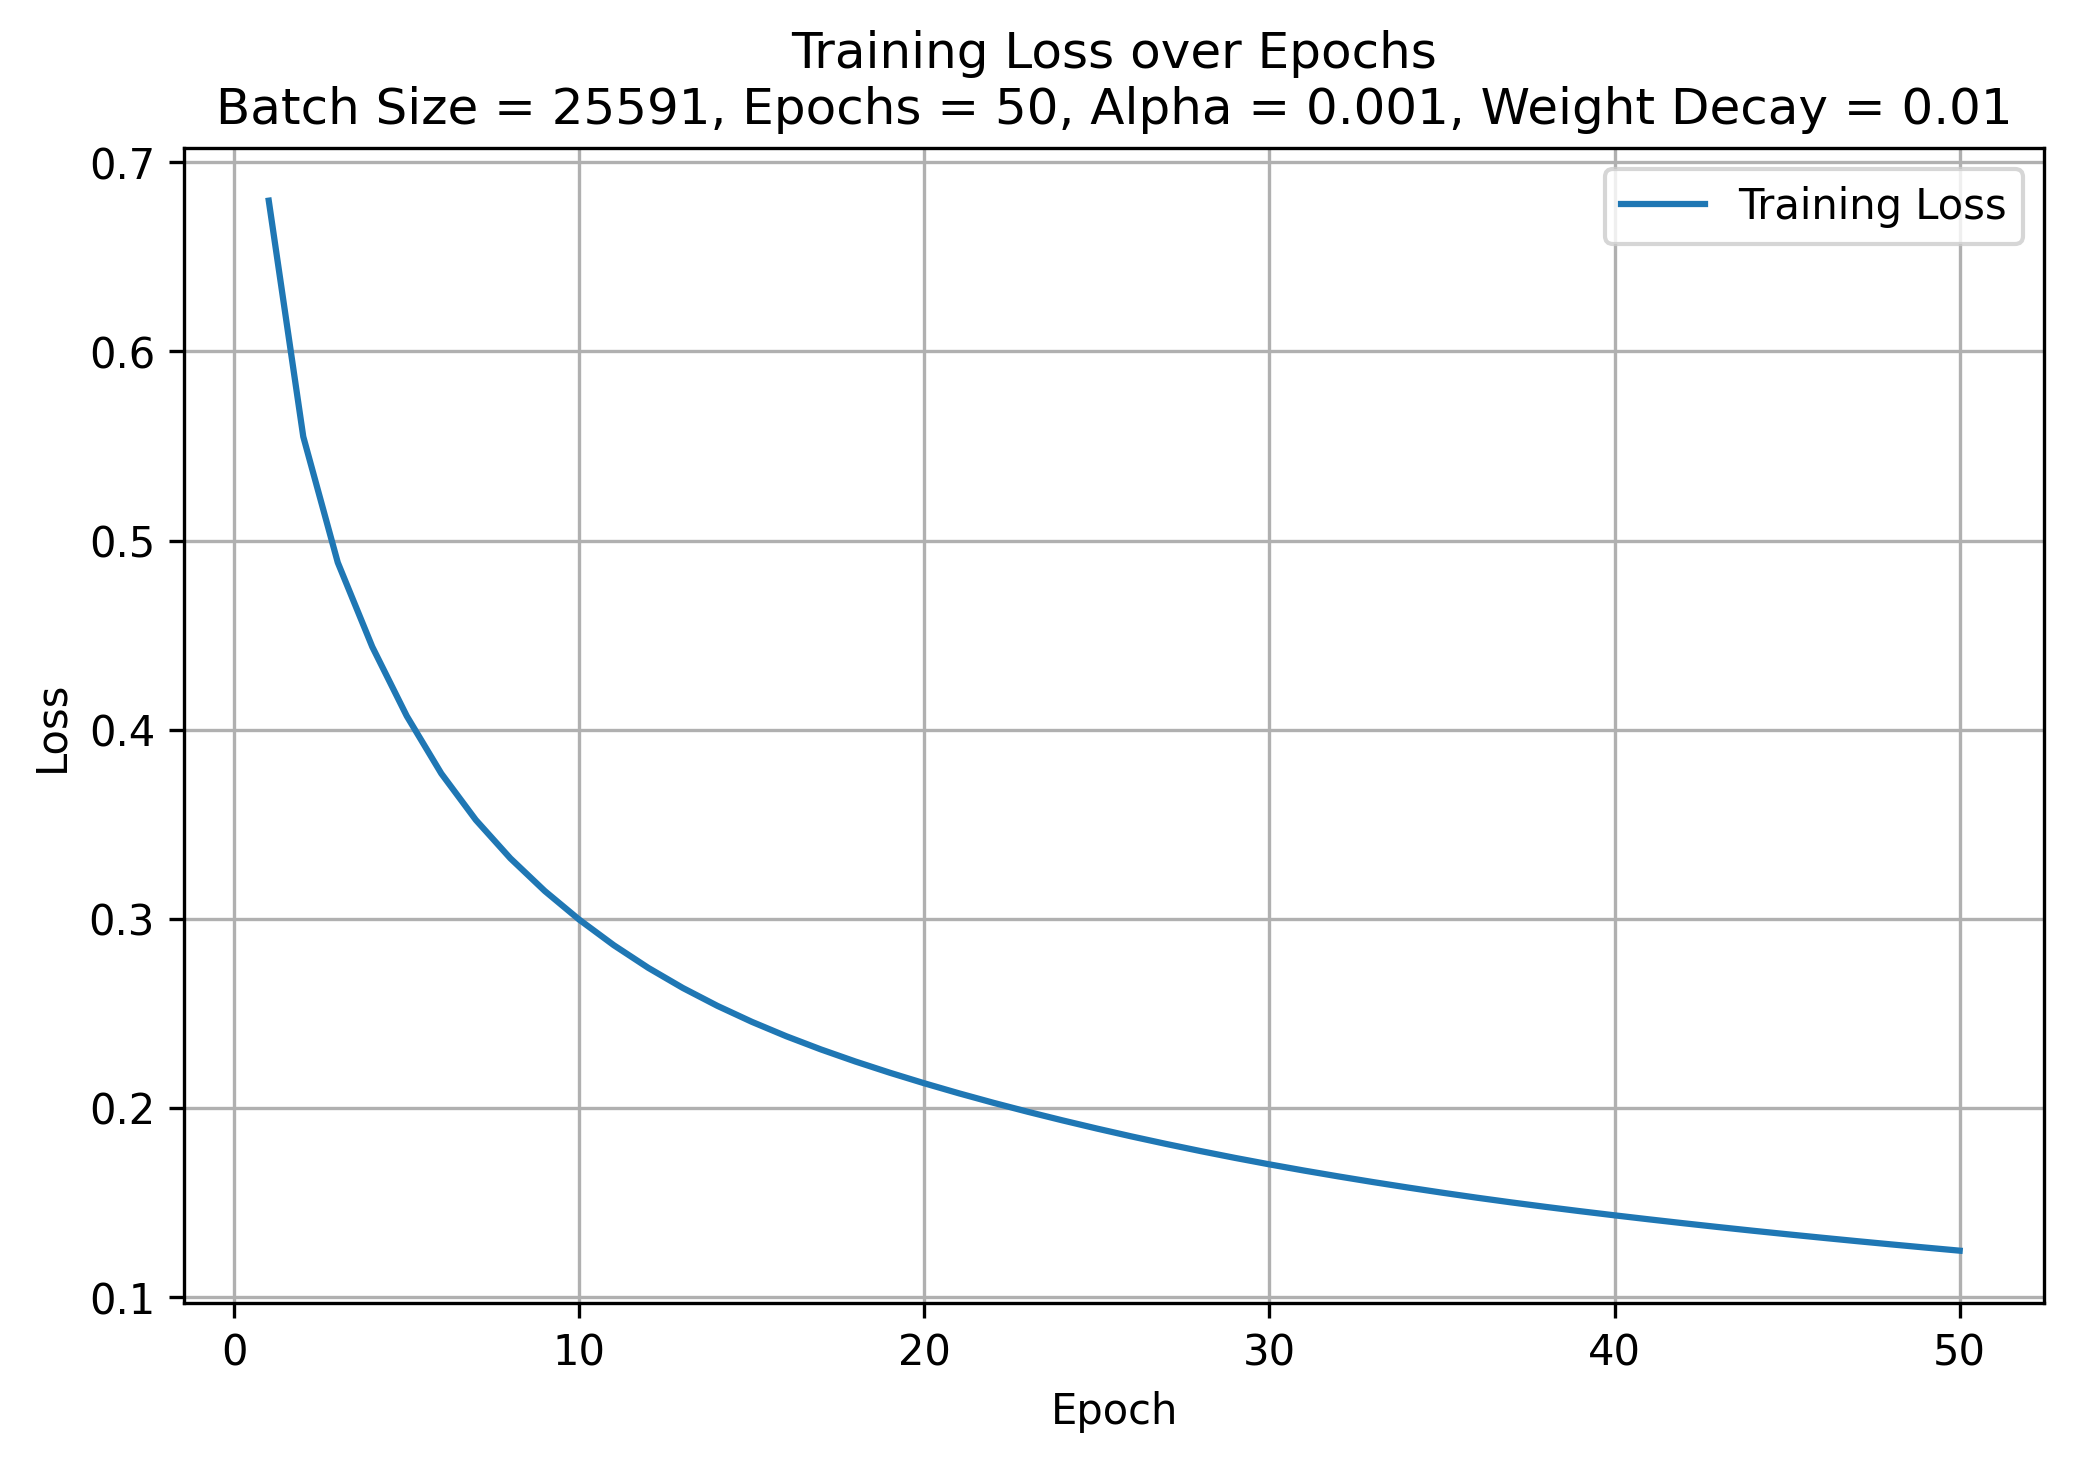 Training Loss over Epochs
Batch Size = 25591, Epochs = 50, Alpha = 0.001, Weight Decay = 0.01
Training Loss
0.7
0.6
0.5
0.4
0.3
0.2
0.1
Loss
0 10 20 30 40 50
Epoch